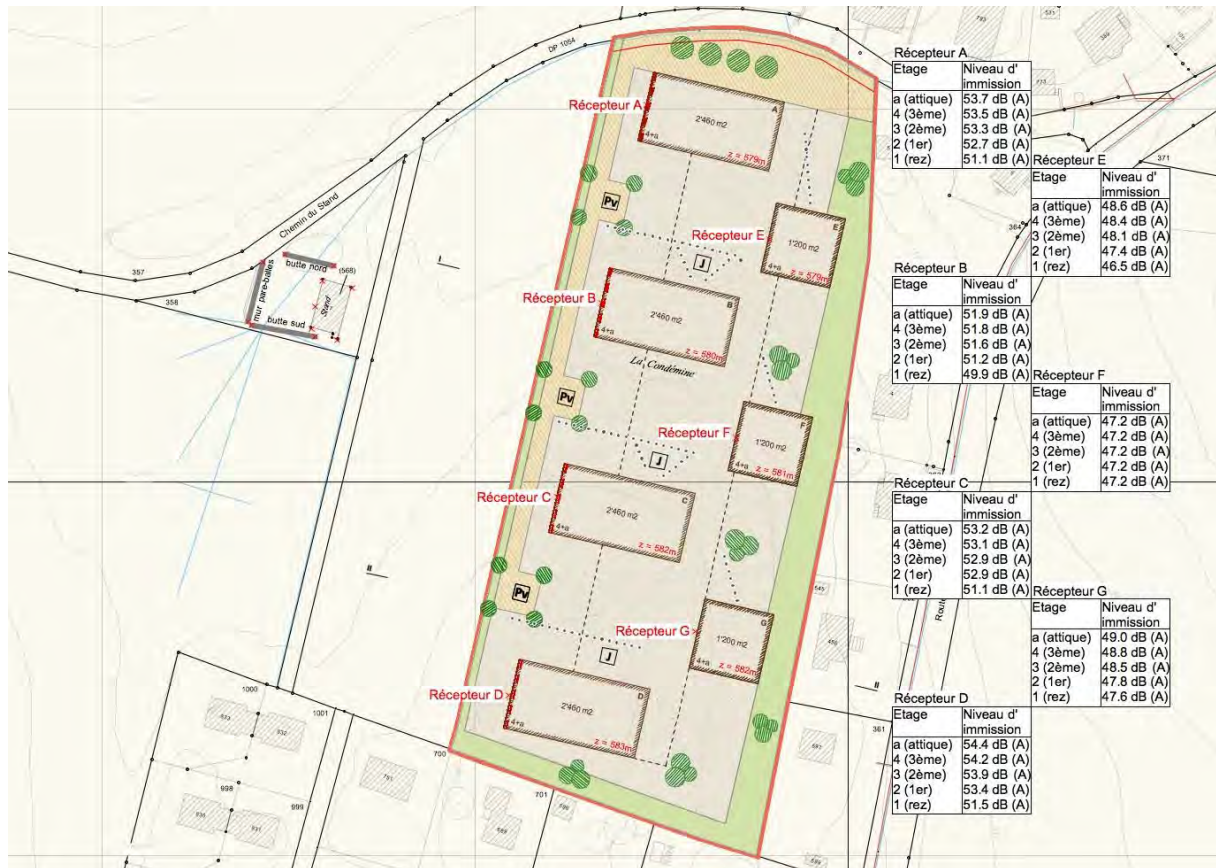 DP 1054
Chemin du Stand
357
358
mur pare-balles
butte nord
(568)
Stand
butte sud
I
II
Récepteur A
A
2'460 m2
4+a
z = 579m
Pv
Récepteur E
E
1'200 m2
4+a
z = 579m
J
Récepteur B
B
2'460 m2
4+a
z = 580m
La Condémine
Pv
Récepteur F
F
1'200 m2
4+a
z = 581m
J
Récepteur C
C
2'460 m2
4+a
z = 582m
Pv
Récepteur G
G
1'200 m2
4+a
z = 582m
J
Récepteur D
D
2'460 m2
4+a
z = 583m
1000
1001
700
701
998
999
361
364
371
Route
II
Récepteur A
Etage Niveau d'
immission
a (attique) 53.7 dB (A)
4 (3ème) 53.5 dB (A)
3 (2ème) 53.3 dB (A)
2 (1er) 52.7 dB (A)
1 (rez) 51.1 dB (A)
Récepteur E
Etage Niveau d'
immission
a (attique) 48.6 dB (A)
4 (3ème) 48.4 dB (A)
3 (2ème) 48.1 dB (A)
2 (1er) 47.4 dB (A)
1 (rez) 46.5 dB (A)
Récepteur B
Etage Niveau d'
immission
a (attique) 51.9 dB (A)
4 (3ème) 51.8 dB (A)
3 (2ème) 51.6 dB (A)
2 (1er) 51.2 dB (A)
1 (rez) 49.9 dB (A)
Récepteur F
Etage Niveau d'
immission
a (attique) 47.2 dB (A)
4 (3ème) 47.2 dB (A)
3 (2ème) 47.2 dB (A)
2 (1er) 47.2 dB (A)
1 (rez) 47.2 dB (A)
Récepteur C
Etage Niveau d'
immission
a (attique) 53.2 dB (A)
4 (3ème) 53.1 dB (A)
3 (2ème) 52.9 dB (A)
2 (1er) 52.9 dB (A)
1 (rez) 51.1 dB (A)
Récepteur G
Etage Niveau d'
immission
a (attique) 49.0 dB (A)
4 (3ème) 48.8 dB (A)
3 (2ème) 48.5 dB (A)
2 (1er) 47.8 dB (A)
1 (rez) 47.6 dB (A)
Récepteur D
Etage Niveau d'
immission
a (attique) 54.4 dB (A)
4 (3ème) 54.2 dB (A)
3 (2ème) 53.9 dB (A)
2 (1er) 53.4 dB (A)
1 (rez) 51.5 dB (A)